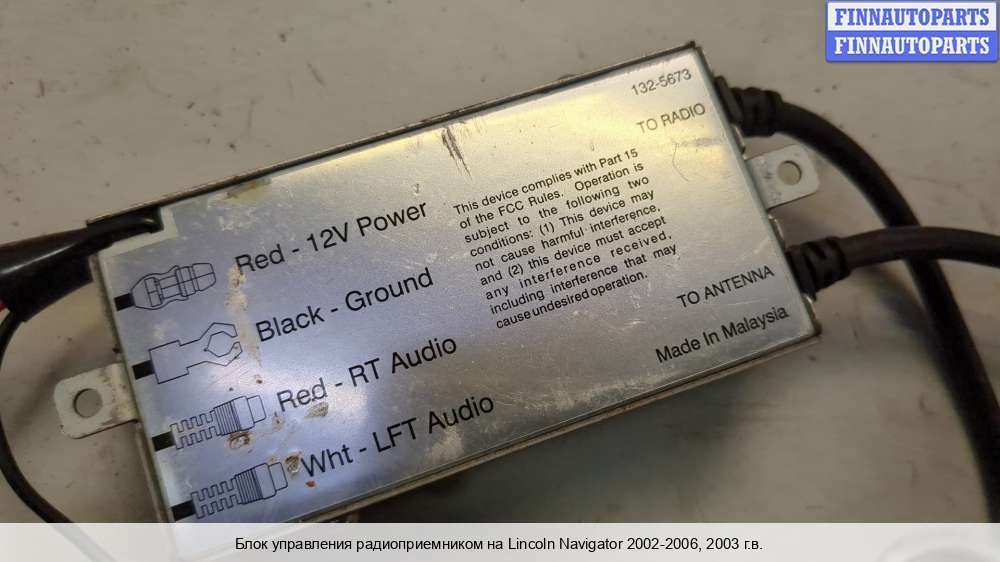 FINNAUTOPARTS
FINNAUTOPARTS
132-5673
TO RADIO
Red - 12V Power
Black - Ground
Red - RT Audio
Wht - LFT Audio
This device complies with Part 15
of the FCC Rules. Operation is
subject to the following two
conditions: (1) This device may
not cause harmful interference,
and (2) this device must accept
any interference received,
including interference that may
cause undesired operation.
TO ANTENNA
Made In Malaysia
Блок управления радиоприемником на Lincoln Navigator 2002-2006, 2003 г.в.